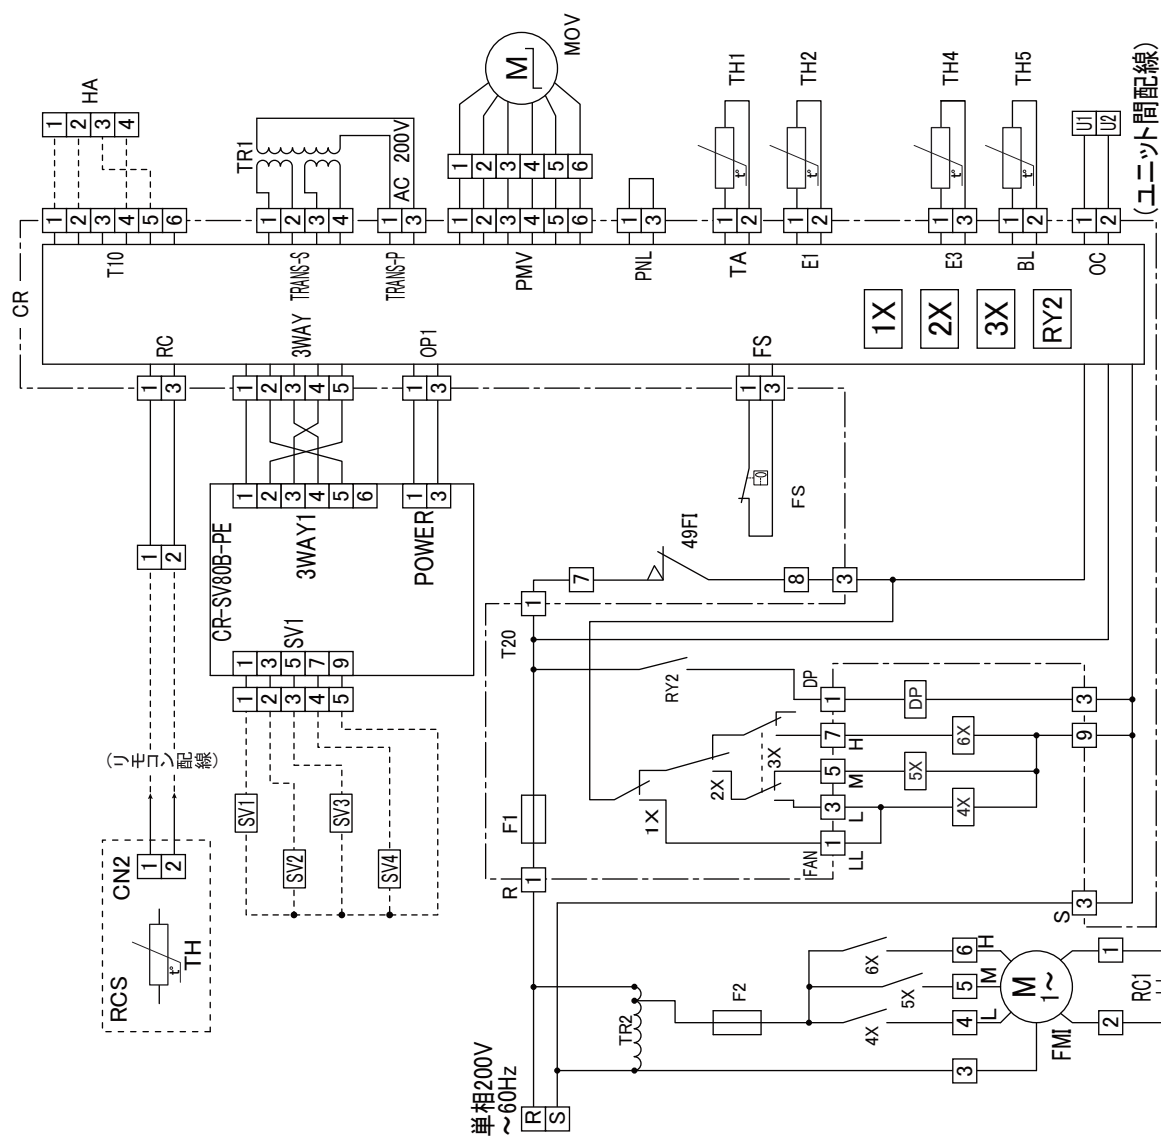 HA
1
2
3
4
TR1
AC 200V
M
MOV
1
2
3
4
5
6
TH1
t°
TH2
t°
TH4
t°
TH5
t°
U1
U2
(ユニット間配線)
1
2
3
4
5
6
1
2
3
4
1
3
1
2
3
4
5
6
1
3
1
2
1
2
1
3
1
2
1
2
CR
T10
TRANS-S
TRANS-P
PMV
PNL
TA
E1
E3
BL
OC
1X
2X
3X
RY2
RC
3WAY
OP1
FS
1
3
1
2
3
4
5
1
3
1
3
FS
1
2
3
4
5
6
1
3
CR-SV80B-PE
3WAY1
POWER
SV1
1
2
1
3
5
7
9
1
2
3
4
5
(リモコン配線)
SV1
SV2
SV3
SV4
CN2
1
2
RCS
TH
t°
49FI
7
8
3
1
T20
RY2
DP
1
DP
3
F1
1X
2X
3X
7
H
6X
9
5
M
5X
3
L
4X
FAN
1
LL
R
1
S
3
単相200V
~60Hz
R
S
TR2
F2
6X
5X
4X
6
H
5
M
4
L
3
M
1~
FMI
1
2
RC1